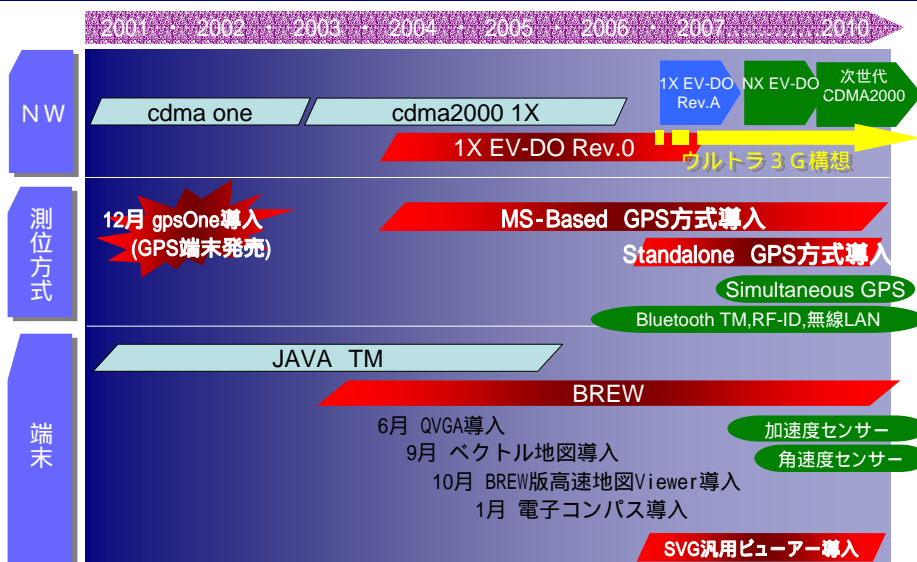 2001 ・ 2002 ・ 2003 ・ 2004 ・ 2005 ・ 2006 ・ 2007............2010
NW
cdma one
cdma2000 1X
1X EV-DO
Rev.A
NX EV-DO
次世代
CDMA2000
1X EV-DO Rev.0
ウルトラ３Ｇ構想
測位方式
12月 gpsOne導入
(GPS端末発売)
MS-Based GPS方式導入
Standalone GPS方式導入
Simultaneous GPS
Bluetooth TM,RF-ID,無線LAN
端末
JAVA TM
BREW
6月 QVGA導入
9月 ベクトル地図導入
10月 BREW版高速地図Viewer導入
1月 電子コンパス導入
加速度センサー
角速度センサー
SVG汎用ビューアー導入